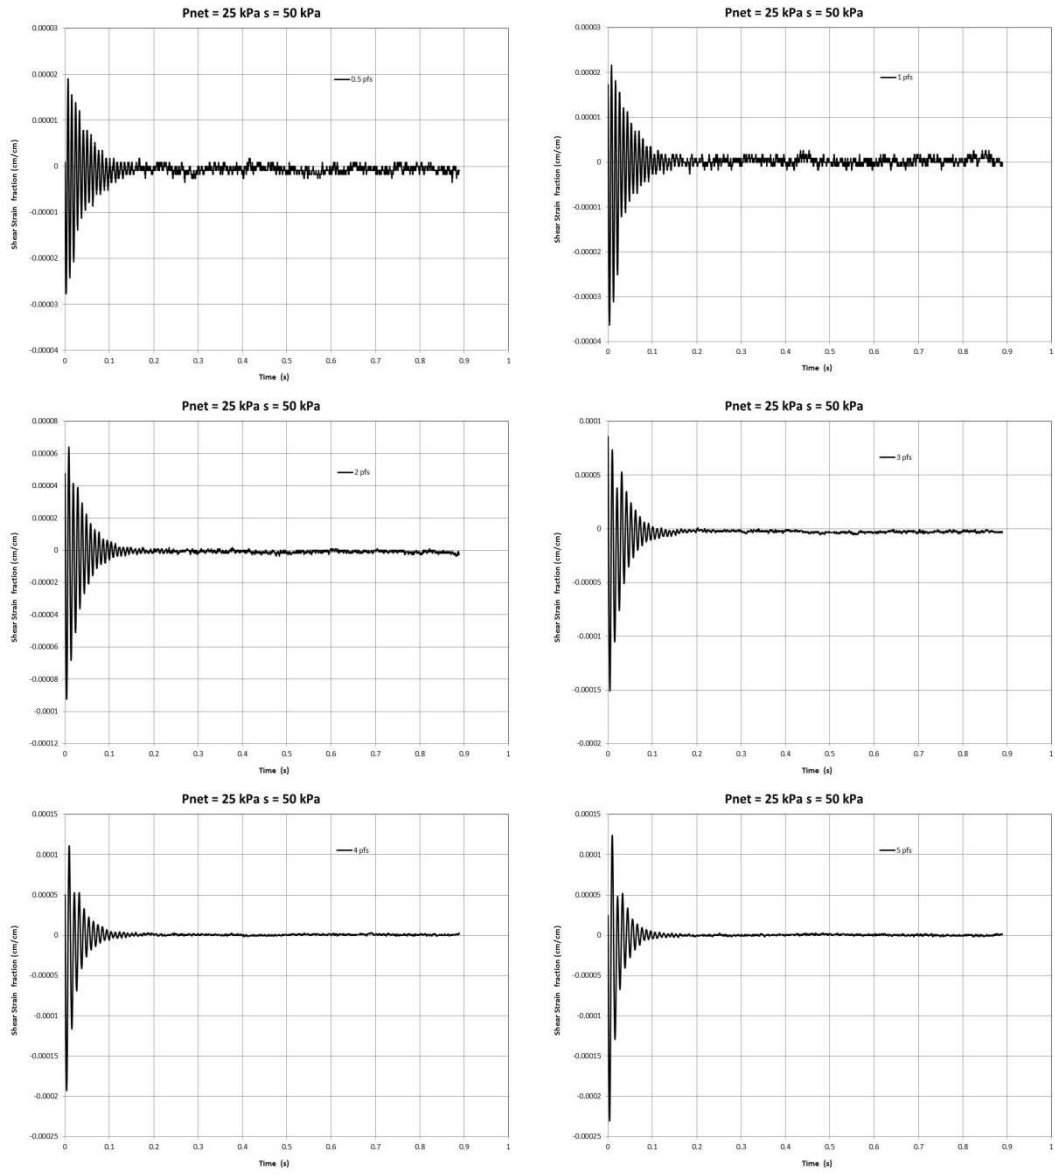 Pnet = 25 kPa s = 50 kPa
0.00003
0.00002
0.00001
0
-0.00001
-0.00002
-0.00003
-0.00004
Shear Strain fraction (cm/cm)
0.5 pfs
0 0.1 0.2 0.3 0.4 0.5 0.6 0.7 0.8 0.9 1
Time (s)
Pnet = 25 kPa s = 50 kPa
0.00003
0.00002
0.00001
0
-0.00001
-0.00002
-0.00003
-0.00004
Shear Strain fraction (cm/cm)
1 pfs
0 0.1 0.2 0.3 0.4 0.5 0.6 0.7 0.8 0.9 1
Time (s)
Pnet = 25 kPa s = 50 kPa
0.00008
0.00006
0.00004
0.00002
0
-0.00002
-0.00004
-0.00006
-0.00008
-0.0001
-0.00012
Shear Strain fraction (cm/cm)
2 pfs
0 0.1 0.2 0.3 0.4 0.5 0.6 0.7 0.8 0.9 1
Time (s)
Pnet = 25 kPa s = 50 kPa
0.0001
0.00005
0
-0.00005
-0.0001
-0.00015
-0.0002
Shear Strain fraction (cm/cm)
3 pfs
0 0.1 0.2 0.3 0.4 0.5 0.6 0.7 0.8 0.9 1
Time (s)
Pnet = 25 kPa s = 50 kPa
0.00015
0.0001
0.00005
0
-0.00005
-0.0001
-0.00015
-0.0002
-0.00025
Shear Strain fraction (cm/cm)
4 pfs
0 0.1 0.2 0.3 0.4 0.5 0.6 0.7 0.8 0.9 1
Time (s)
Pnet = 25 kPa s = 50 kPa
0.00015
0.0001
0.00005
0
-0.00005
-0.0001
-0.00015
-0.0002
-0.00025
Shear Strain fraction (cm/cm)
5 pfs
0 0.1 0.2 0.3 0.4 0.5 0.6 0.7 0.8 0.9 1
Time (s)